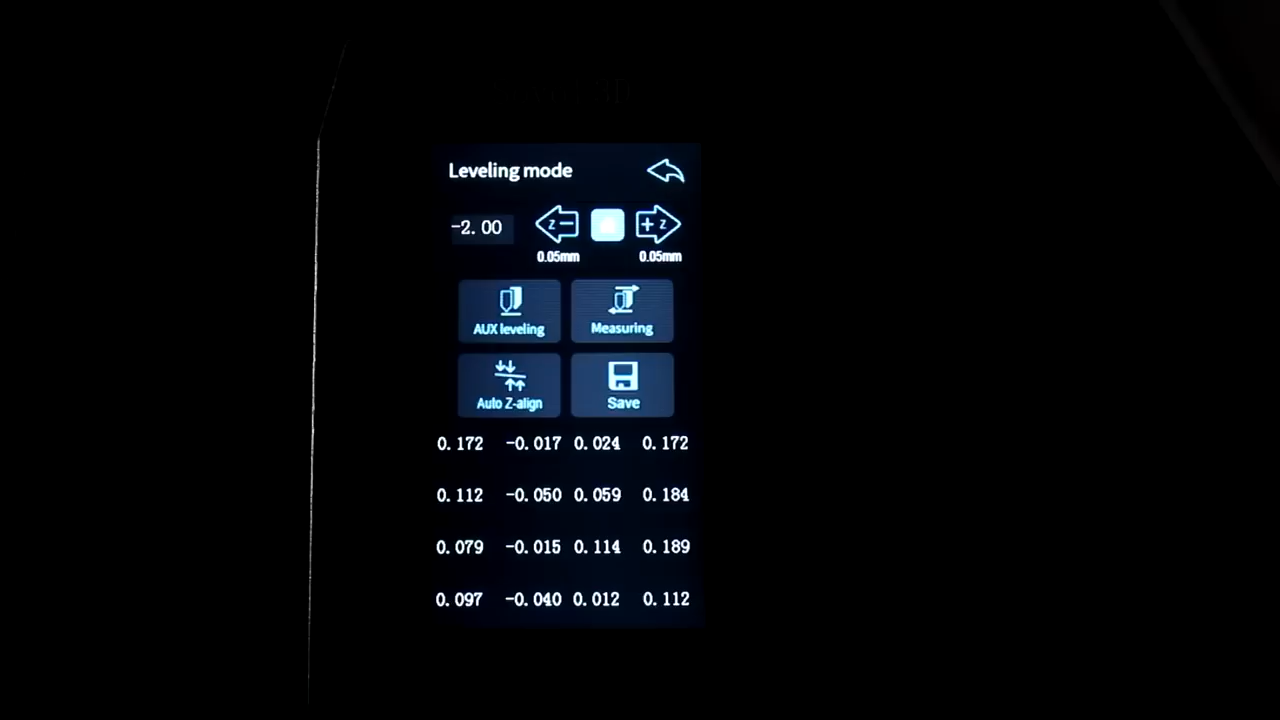 Leveling mode
-2.00 Z- +Z
0.05mm 0.05mm
AUX leveling Measuring
Auto Z-align Save
0.172 -0.017 0.024 0.172
0.112 -0.050 0.059 0.184
0.079 -0.015 0.114 0.189
0.097 -0.040 0.012 0.112